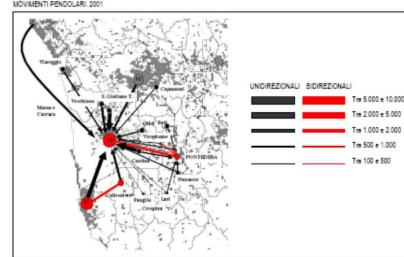 MOVIMENTI PENDOLARI, 2001
Viareggio
S. Giuliano T.
Capannori
Vecchiano
Massa e
Carrara
Vicopisano
Cascina
PONTEDERA
Ponsacco
Collesalvetti
Fauglia
Lari
Crespina
UNIDIREZIONALI BIDIREZIONALI
Tra 5.000 e 10.000
Tra 2.000 e 5.000
Tra 1.000 e 2.000
Tra 500 e 1.000
Tra 100 e 500